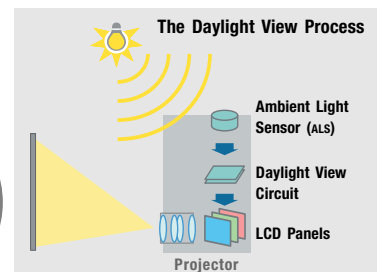 The Daylight View Process
Ambient Light
Sensor (ALS)
Daylight View
Circuit
LCD Panels
Projector